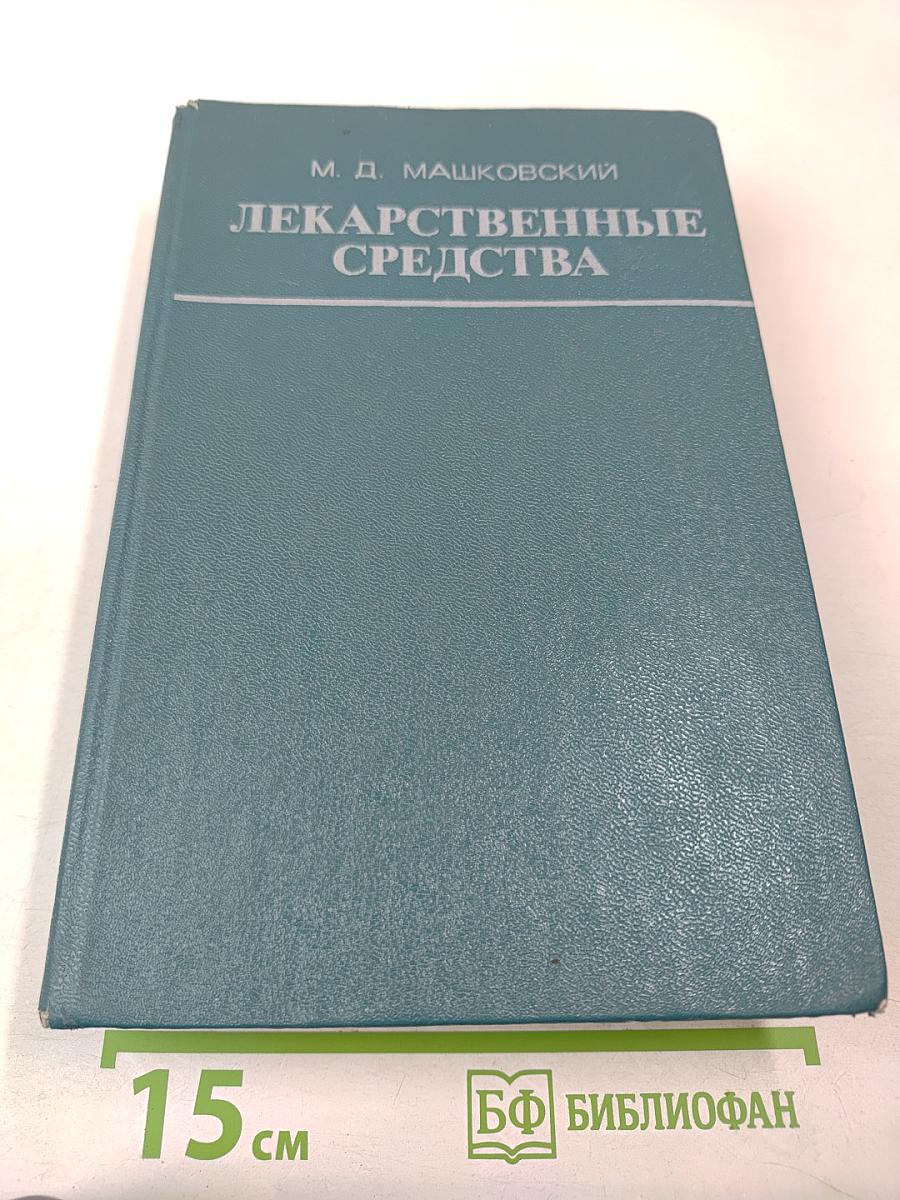 М. Д. МАШКОВСКИЙ
ЛЕКАРСТВЕННЫЕ
СРЕДСТВА
15 см
БФ БИБЛИОФАН